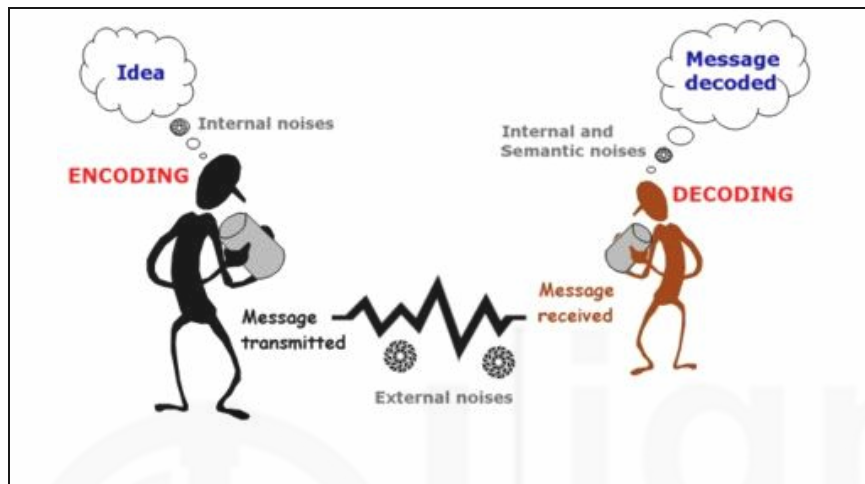 Idea
Internal noises
ENCODING
Message
transmitted
External noises
Message
received
Internal and
Semantic noises
DECODING
Message
decoded